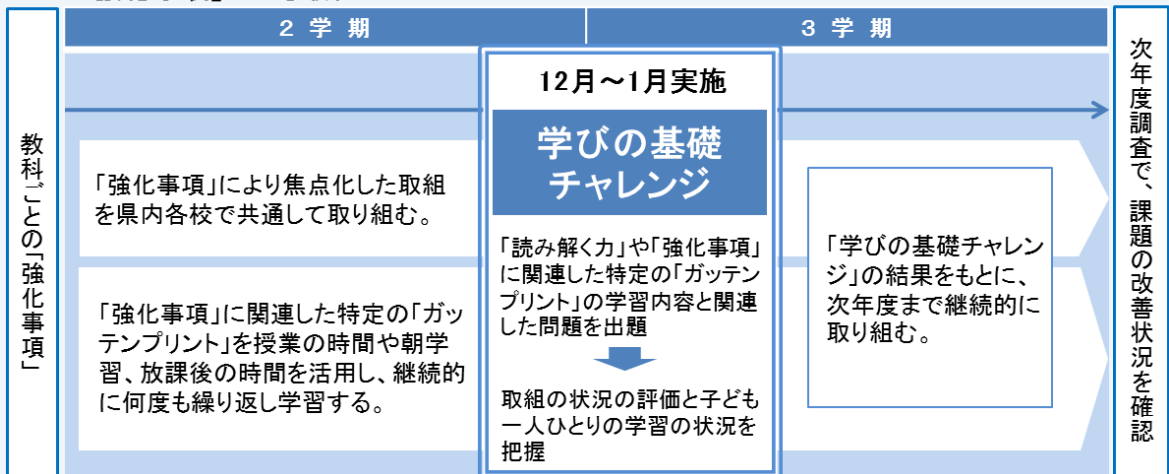 2学期
3学期
教科ごとの「強化事項」
「強化事項」により焦点化した取組
を県内各校で共通して取り組む。
「強化事項」に関連した特定の「ガッ
テンプリント」を授業の時間や朝学
習、放課後の時間を活用し、継続的
に何度も繰り返し学習する。
12月～1月実施
学びの基礎
チャレンジ
「読み解く力」や「強化事項」
に関連した特定の「ガッテン
プリント」の学習内容と関連
した問題を出題
取組の状況の評価と子ども
一人ひとりの学習の状況を
把握
「学びの基礎チャレン
ジ」の結果をもとに、
次年度まで継続的に
取り組む。
次年度調査で、課題の改善状況を確認